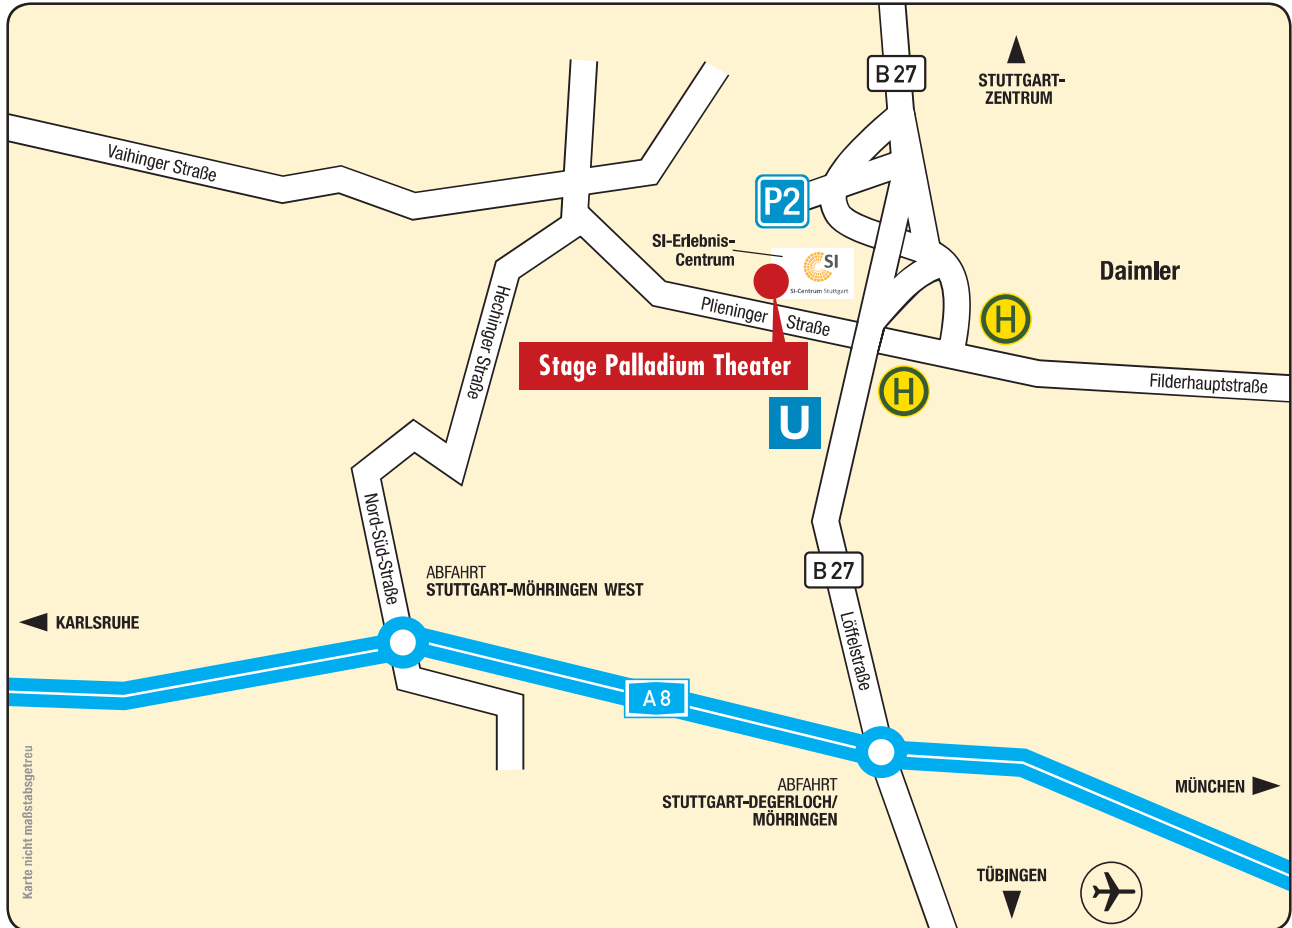 B 27
STUTTGART-
ZENTRUM
Vaihinger Straße
P2
SI-Erlebnis-
Centrum
SI
SI-Centrum Stuttgart
Daimler
Hechinger Straße
Plieninger Straße
H
Stage Palladium Theater
Filderhauptstraße
H
U
Nord-Süd-Straße
B 27
ABFAHRT
STUTTGART-MÖHRINGEN WEST
KARLSRUHE
Löffelstraße
A 8
ABFAHRT
STUTTGART-DEGERLOCH/
MÖHRINGEN
MÜNCHEN
TÜBINGEN
Karte nicht maßstabsgetreu